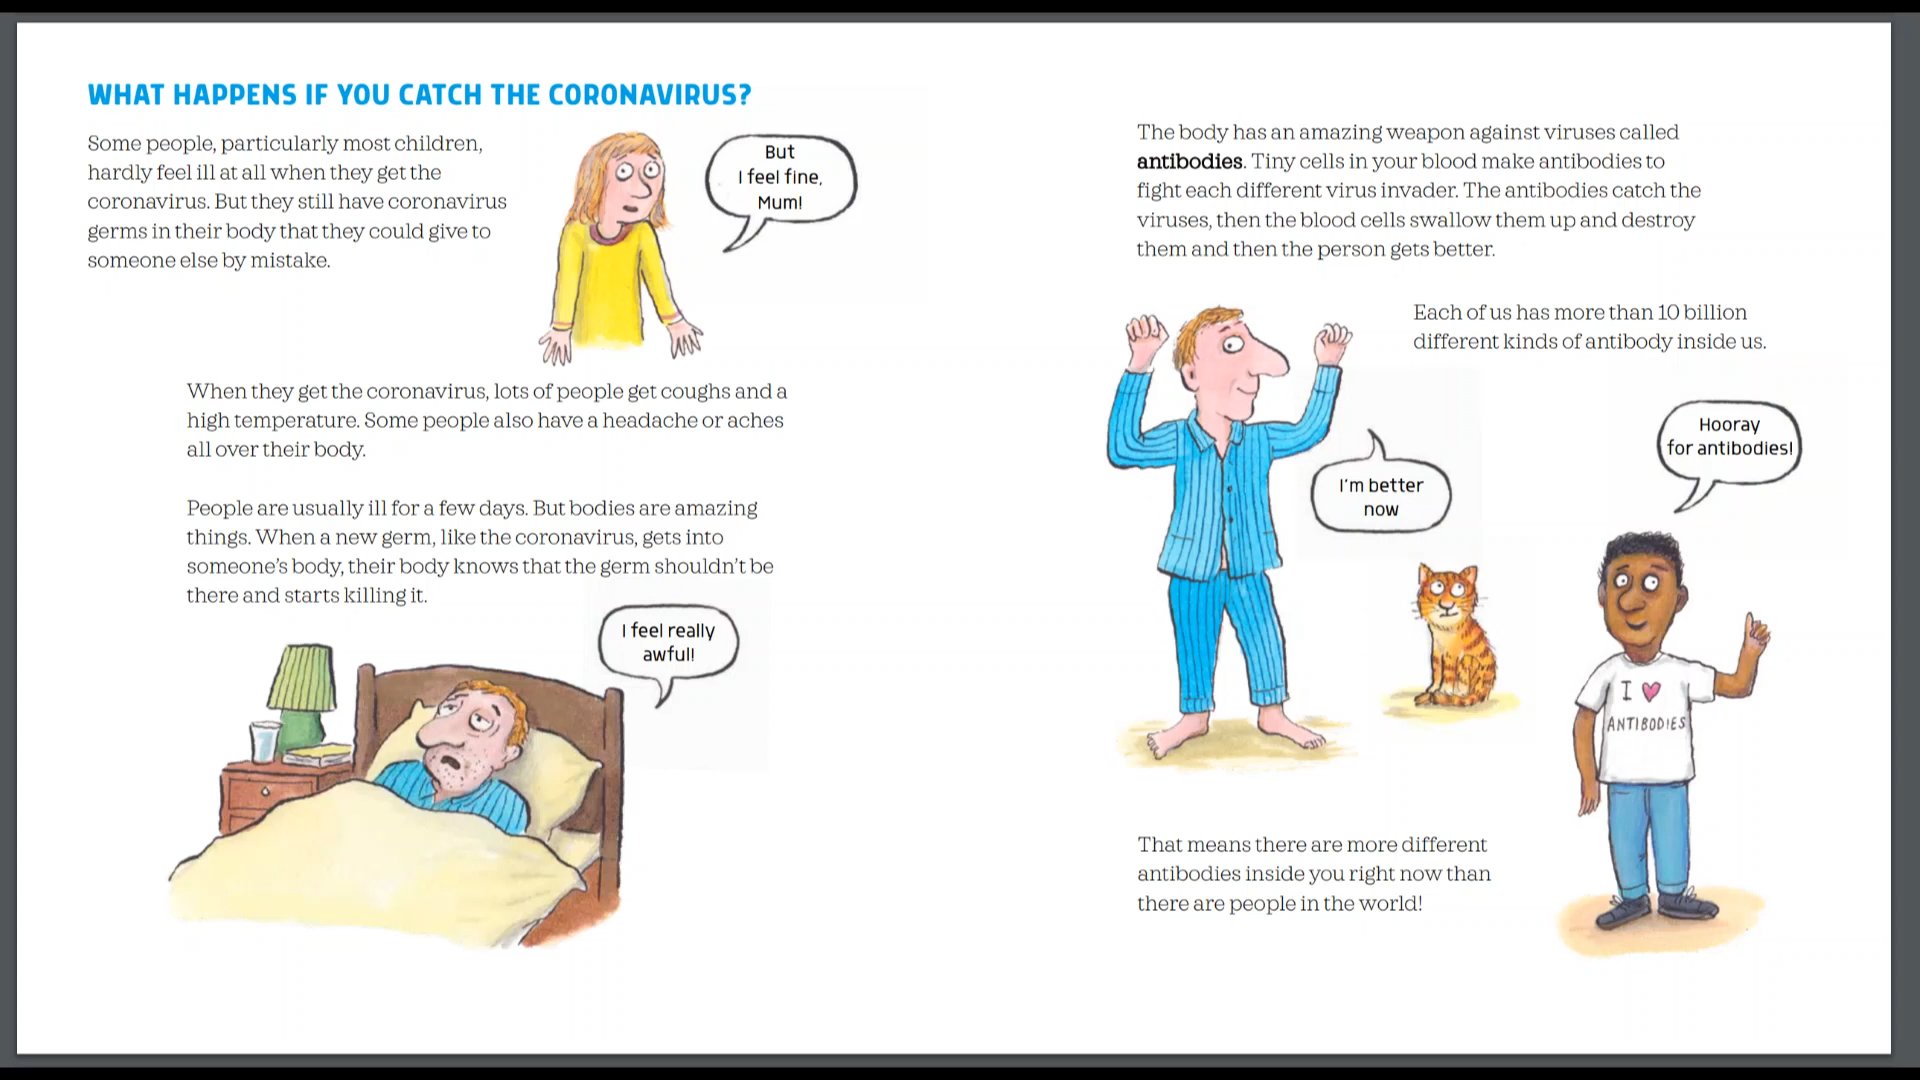 WHAT HAPPENS IF YOU CATCH THE CORONAVIRUS?
Some people, particularly most children,
hardly feel ill at all when they get the
coronavirus. But they still have coronavirus
germs in their body that they could give to
someone else by mistake.
But
I feel fine,
Mum!
When they get the coronavirus, lots of people get coughs and a
high temperature. Some people also have a headache or aches
all over their body.
People are usually ill for a few days. But bodies are amazing
things. When a new germ, like the coronavirus, gets into
someone's body, their body knows that the germ shouldn't be
there and starts killing it.
I feel really
awful!
The body has an amazing weapon against viruses called
antibodies. Tiny cells in your blood make antibodies to
fight each different virus invader. The antibodies catch the
viruses, then the blood cells swallow them up and destroy
them and then the person gets better.
Each of us has more than 10 billion
different kinds of antibody inside us.
I'm better
now
Hooray
for antibodies!
I ♥
ANTIBODIES
That means there are more different
antibodies inside you right now than
there are people in the world!